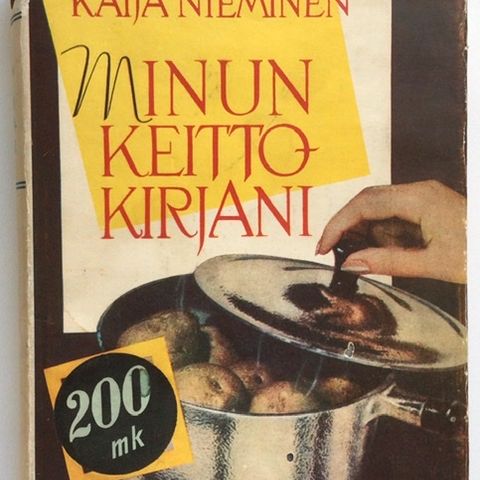 KAIJA NIEMINEN
MINUN
KEITTO-
KIRJANI
200
mk